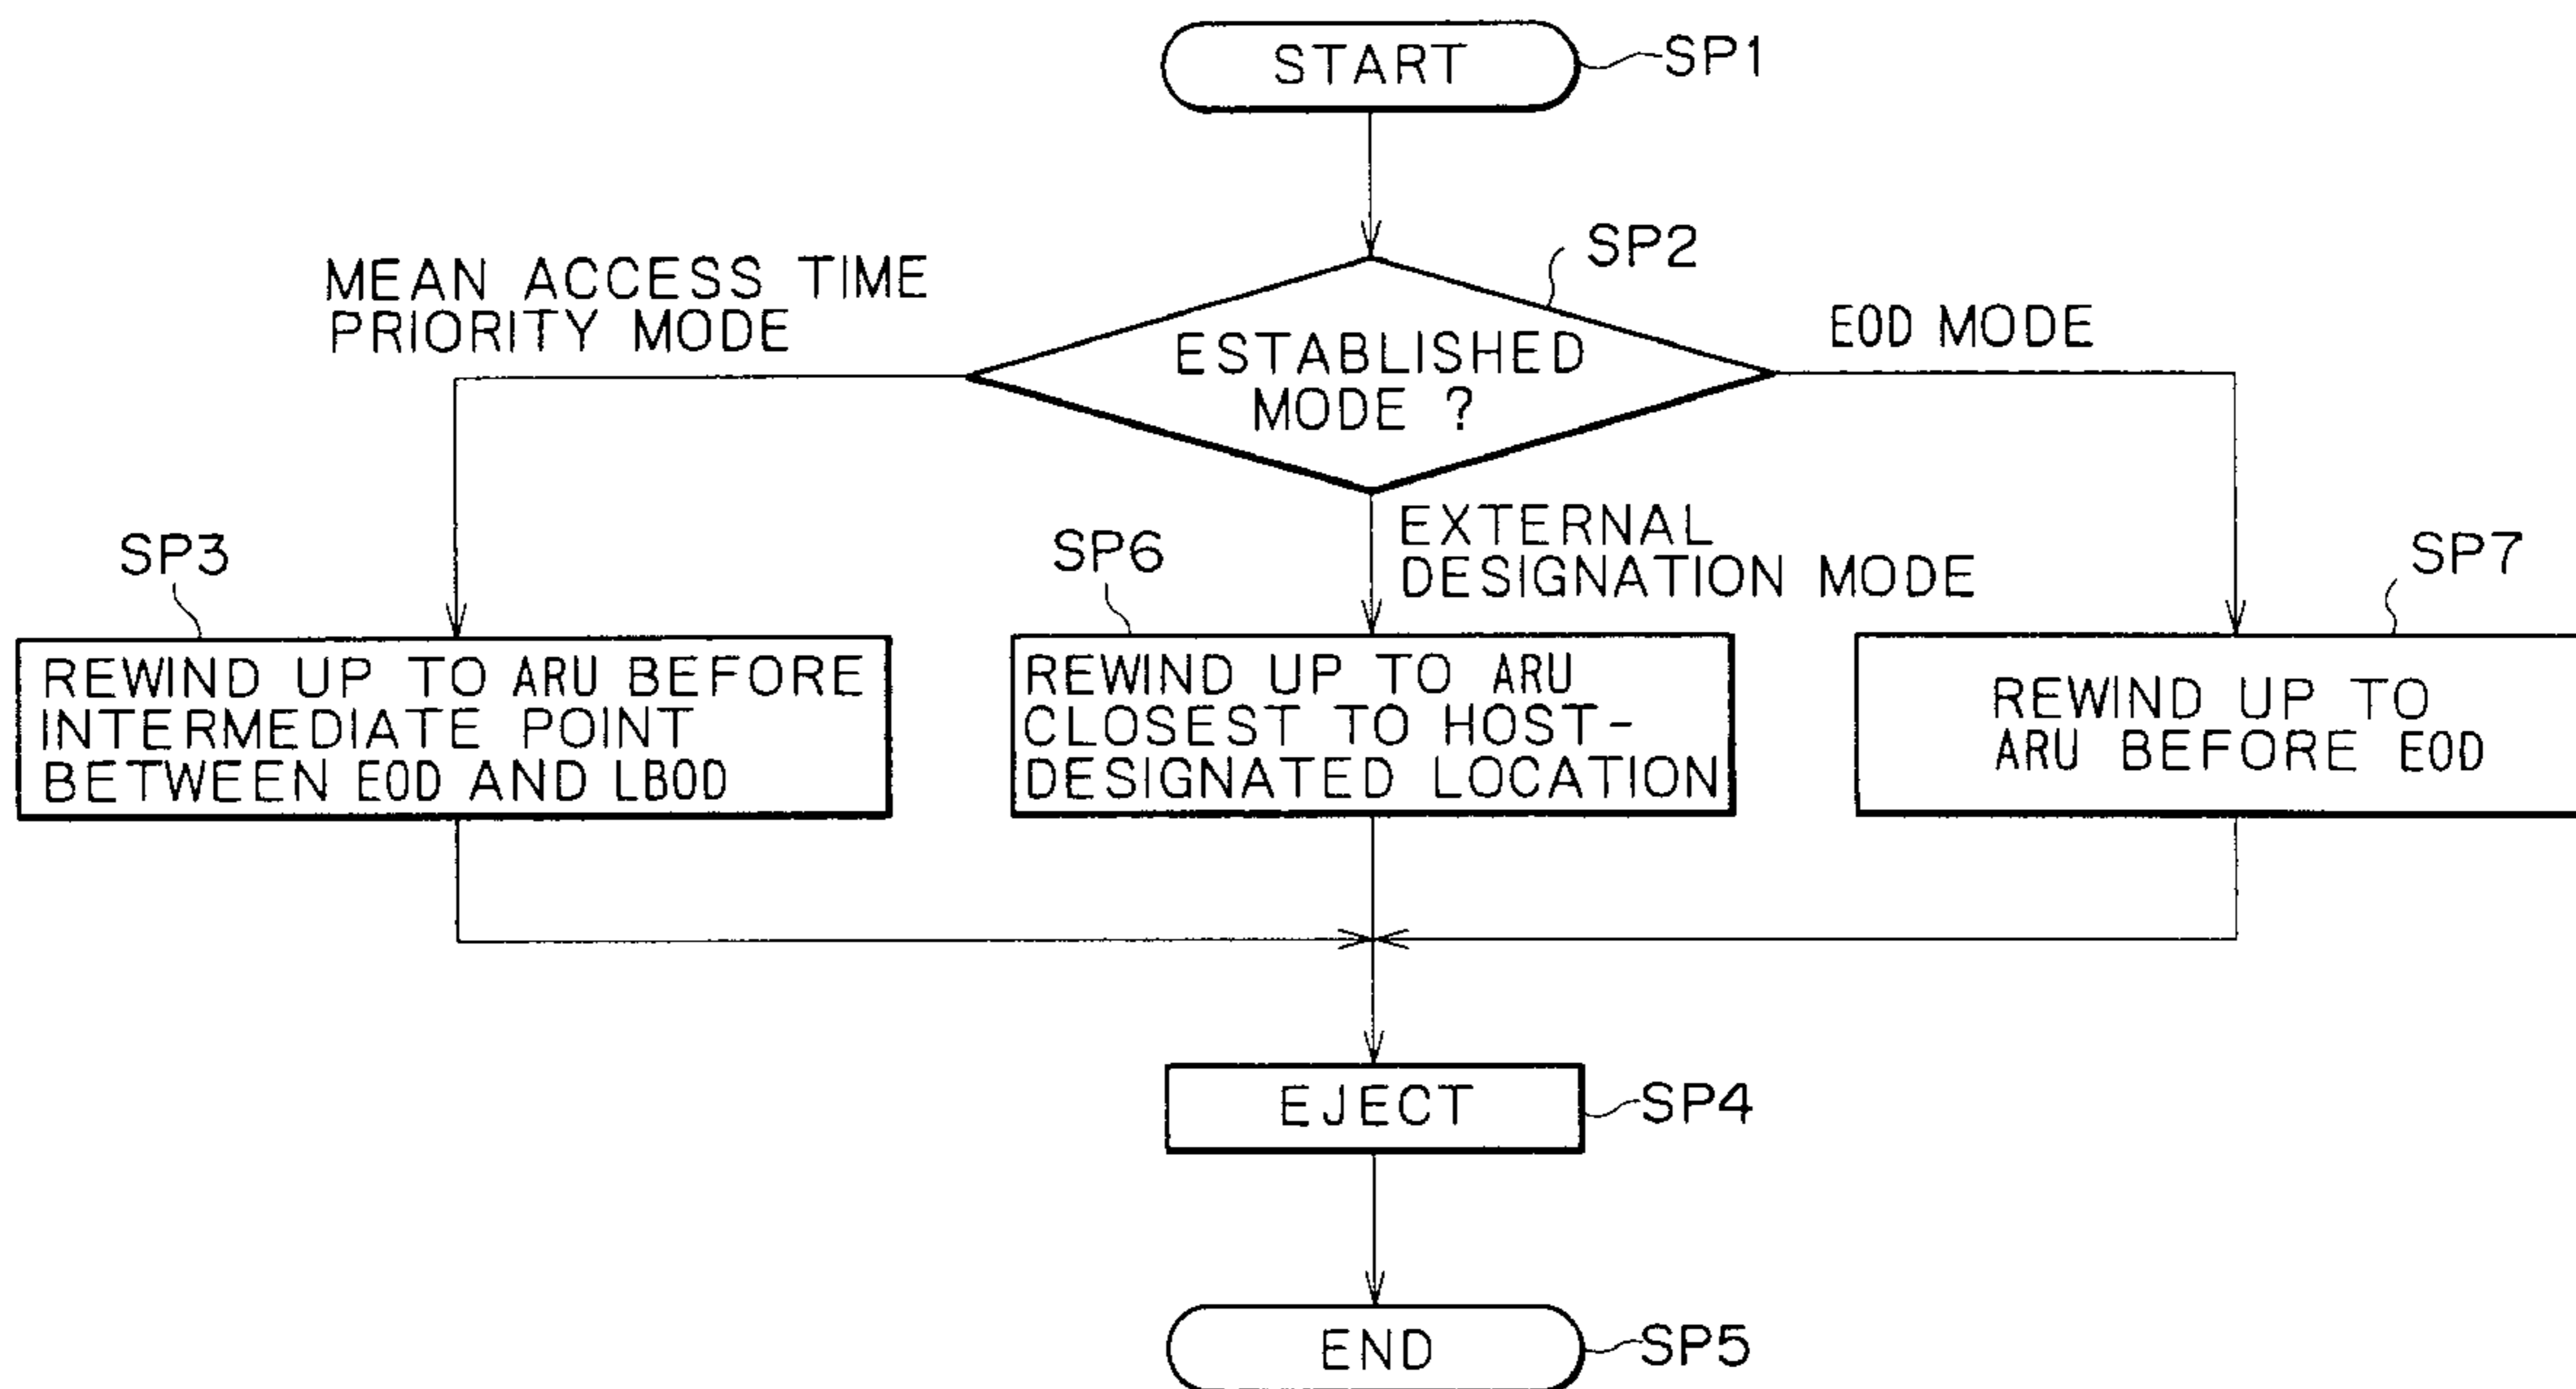 START
SP1
SP2
MEAN ACCESS TIME
PRIORITY MODE
ESTABLISHED
MODE ?
EOD MODE
EXTERNAL
DESIGNATION MODE
SP3
REWIND UP TO ARU BEFORE
INTERMEDIATE POINT
BETWEEN EOD AND LBOD
SP6
REWIND UP TO ARU
CLOSEST TO HOST-
DESIGNATED LOCATION
SP7
REWIND UP TO
ARU BEFORE EOD
EJECT
SP4
END
SP5